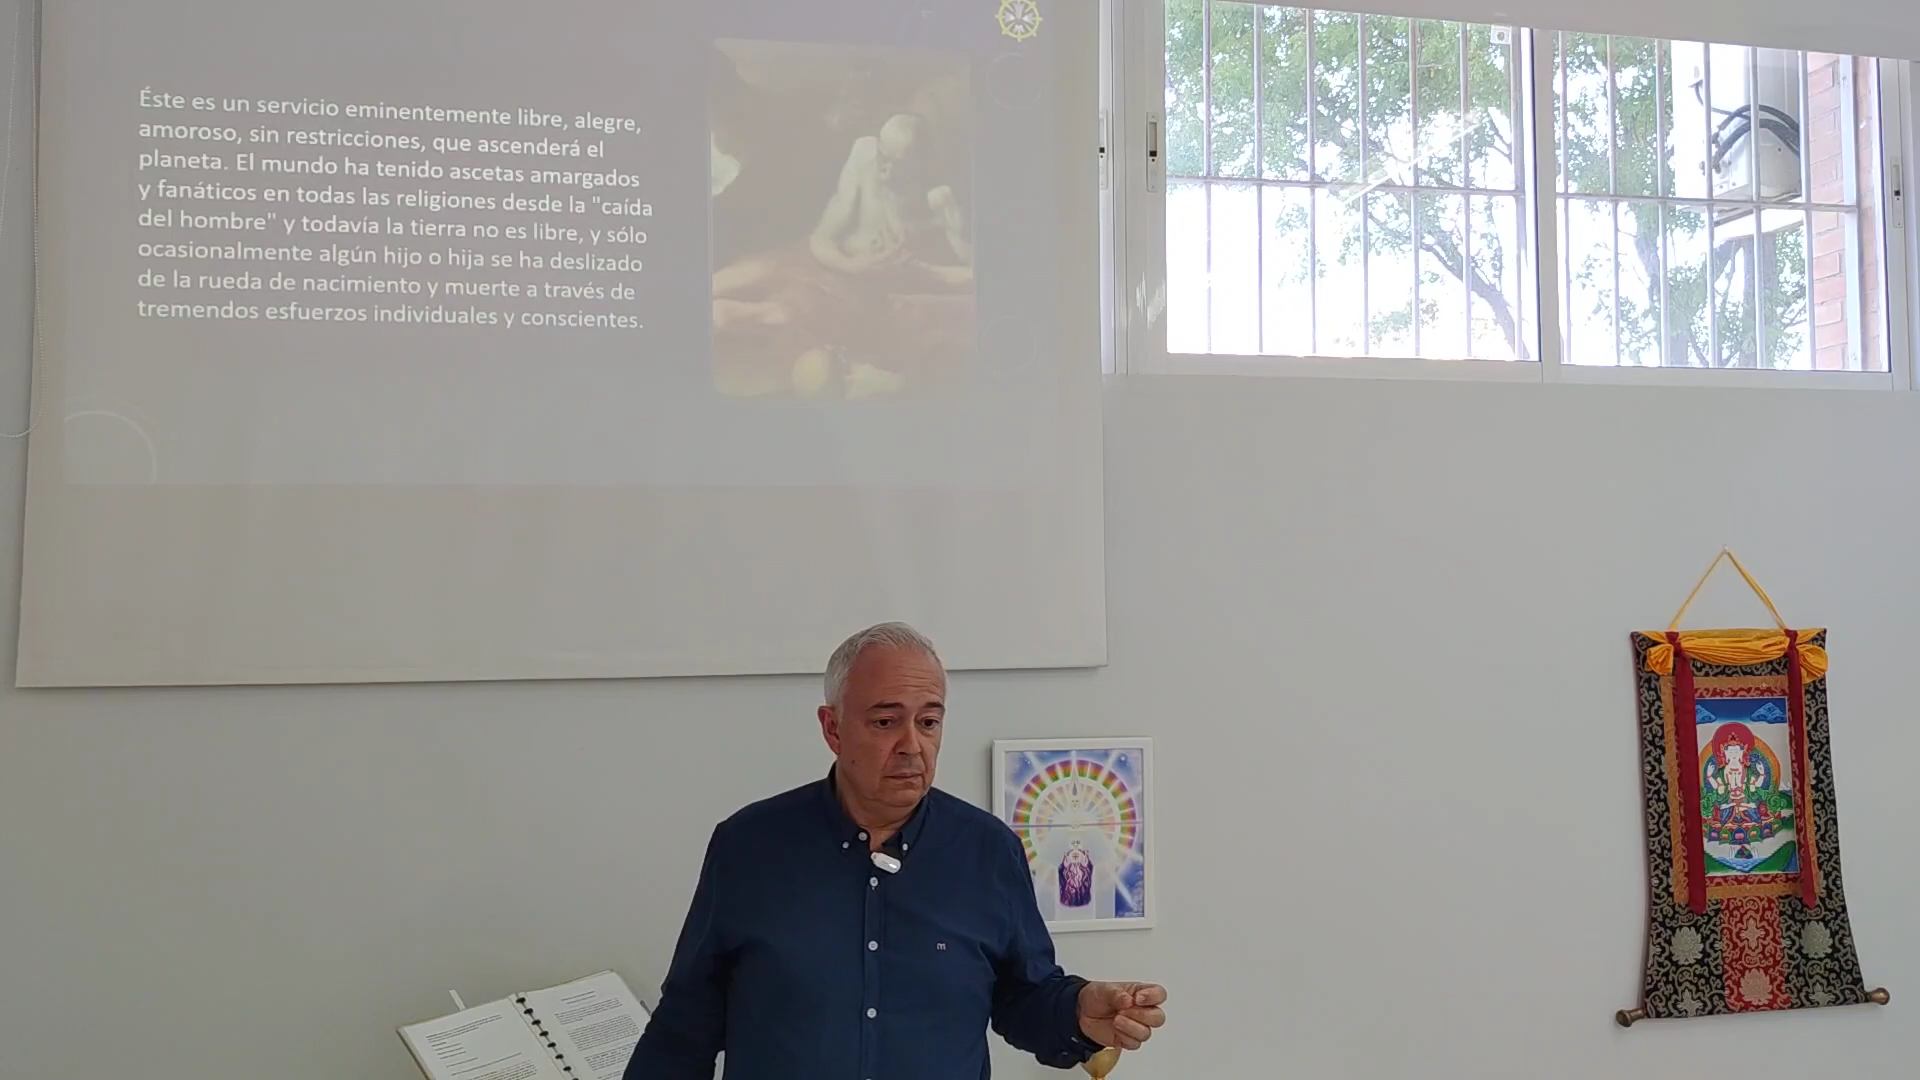 Éste es un servicio eminentemente libre, alegre,
amoroso, sin restricciones, que ascenderá el
planeta. El mundo ha tenido ascetas amargados
y fanáticos en todas las religiones desde la "caída
del hombre" y todavía la tierra no es libre, y sólo
ocasionalmente algún hijo o hija se ha deslizado
de la rueda de nacimiento y muerte a través de
tremendos esfuerzos individuales y conscientes.
m